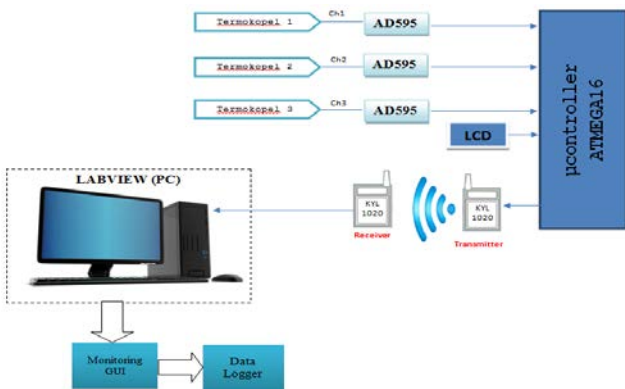 Termokopel 1
Ch1
AD595
Termokopel 2
Ch2
AD595
Termokopel 3
Ch3
AD595
LCD
µcontroller
ATMEGA16
LABVIEW (PC)
KYL
1020
Receiver
KYL
1020
Transmitter
Monitoring
GUI
Data
Logger